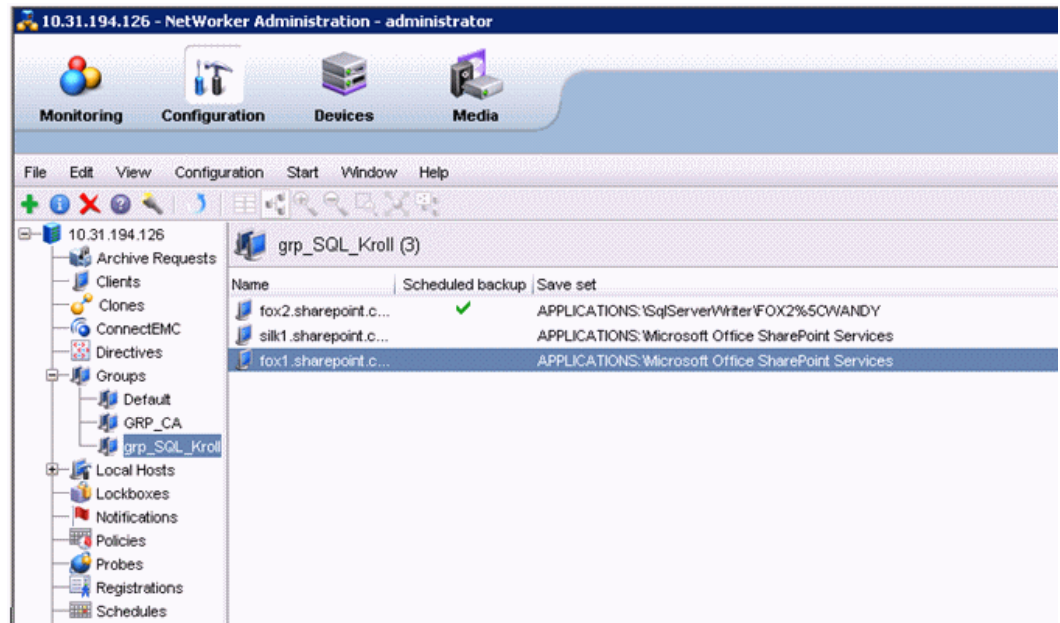 10.31.194.126 - NetWorker Administration - administrator
Monitoring Configuration Devices Media
File Edit View Configuration Start Window Help
10.31.194.126
Archive Requests
Clients
Clones
ConnectEMC
Directives
Groups
Default
GRP_CA
grp_SQL_Kroll
Local Hosts
Lockboxes
Notifications
Policies
Probes
Registrations
Schedules
grp_SQL_Kroll (3)
Name Scheduled backup Save set
fox2.sharepoint.c... APPLICATIONS:\SqlServerWriter\FOX2%5CWANDY
silk1.sharepoint.c... APPLICATIONS:\Microsoft Office SharePoint Services
fox1.sharepoint.c... APPLICATIONS:\Microsoft Office SharePoint Services